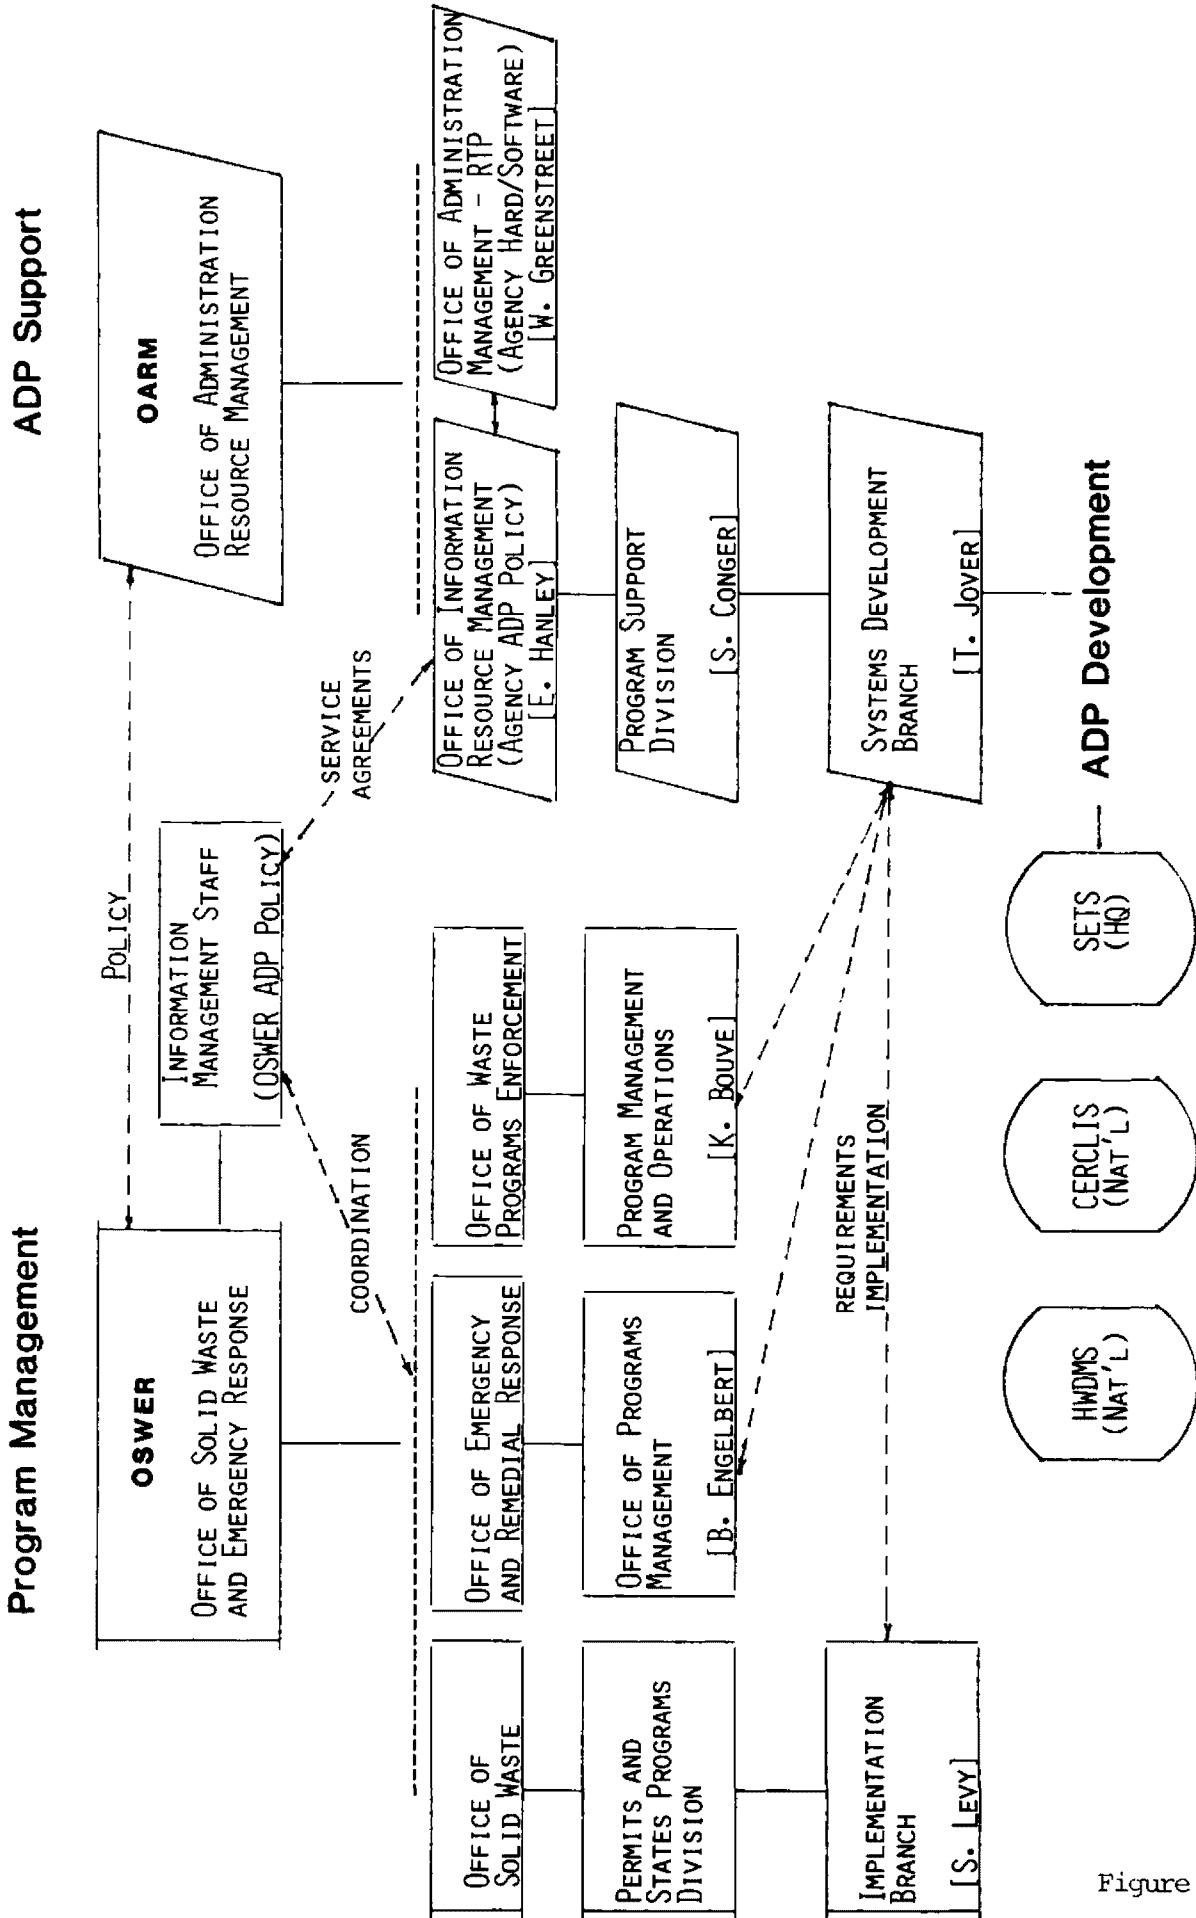 Program Management
ADP Support
OSWER
OFFICE OF SOLID WASTE
AND EMERGENCY RESPONSE
POLICY
OARM
OFFICE OF ADMINISTRATION
RESOURCE MANAGEMENT
INFORMATION
MANAGEMENT STAFF
(OSWER ADP POLICY)
COORDINATION
SERVICE
AGREEMENTS
OFFICE OF
SOLID WASTE
OFFICE OF EMERGENCY
AND REMEDIAL RESPONSE
OFFICE OF WASTE
PROGRAMS ENFORCEMENT
OFFICE OF INFORMATION
RESOURCE MANAGEMENT
(AGENCY ADP POLICY)
[E. HANLEY]
OFFICE OF ADMINISTRATION
MANAGEMENT - RTP
(AGENCY HARD/SOFTWARE)
[W. GREENSTREET]
PERMITS AND
STATES PROGRAMS
DIVISION
OFFICE OF PROGRAMS
MANAGEMENT
[B. ENGELBERT]
PROGRAM MANAGEMENT
AND OPERATIONS
[K. BOUVE]
PROGRAM SUPPORT
DIVISION
[S. CONGER]
IMPLEMENTATION
BRANCH
[S. LEVY]
REQUIREMENTS
IMPLEMENTATION
SYSTEMS DEVELOPMENT
BRANCH
[T. JOVER]
HWDMS
(NAT'L)
CERCLIS
(NAT'L)
SETS
(HQ)
ADP Development
Figure